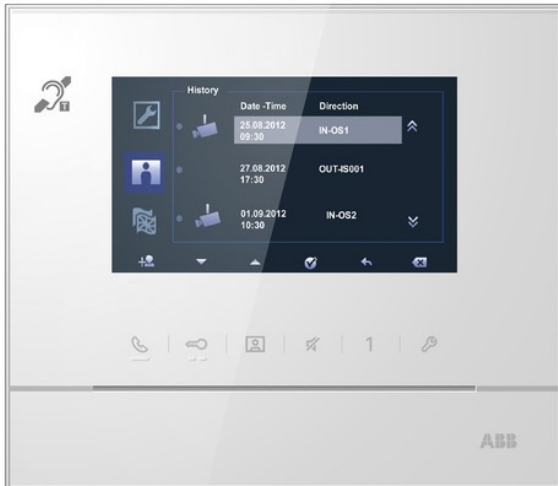 T
History
Date -Time Direction
25.08.2012
09:30 IN-OS1
27.08.2012
17:30 OUT-IS001
01.09.2012
10:30 IN-OS2
1
ABB